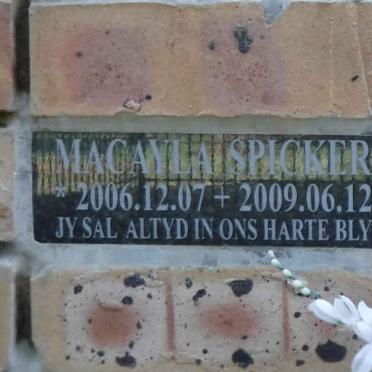 MACAYLA SPICKER
* 2006.12.07 + 2009.06.12
JY SAL ALTYD IN ONS HARTE BLY